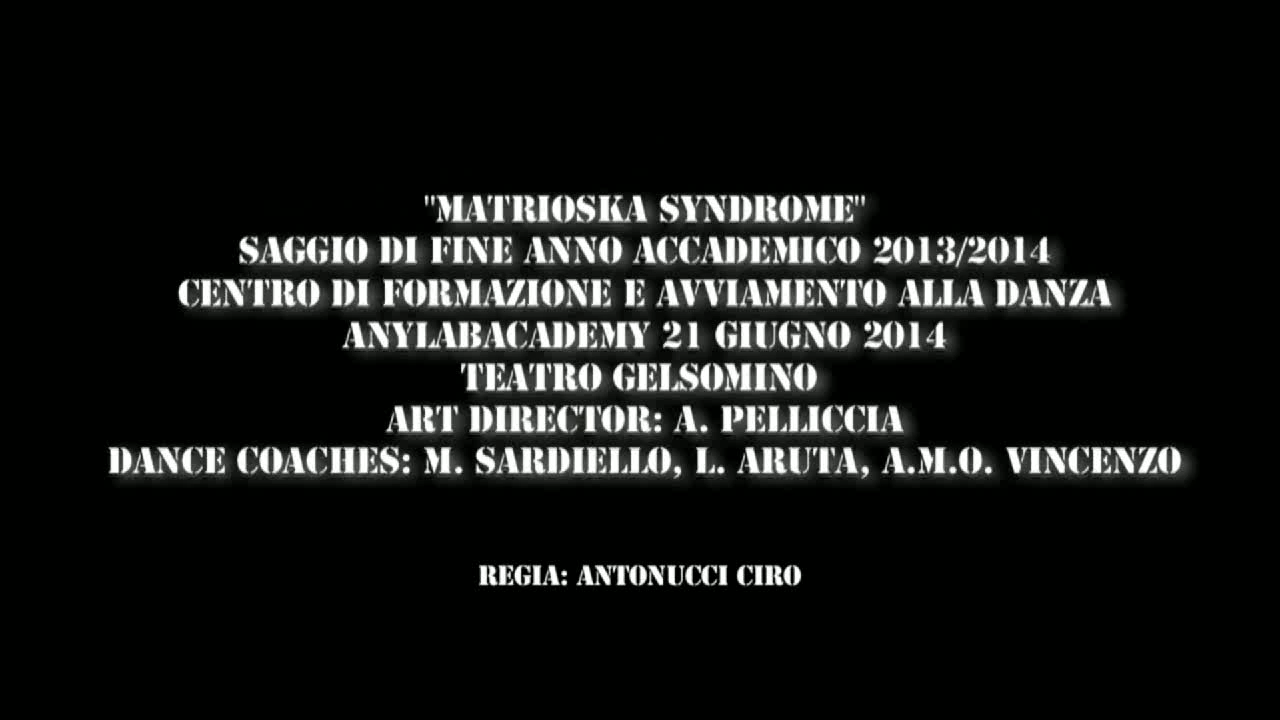 "MATRIOSKA SYNDROME"
SAGGIO DI FINE ANNO ACCADEMICO 2013/2014
CENTRO DI FORMAZIONE E AVVIAMENTO ALLA DANZA
ANYLABACADEMY 21 GIUGNO 2014
TEATRO GELSOMINO
ART DIRECTOR: A. PELLICCIA
DANCE COACHES: M. SARDIELLO, L. ARUTA, A.M.O. VINCENZO
REGIA: ANTONUCCI CIRO